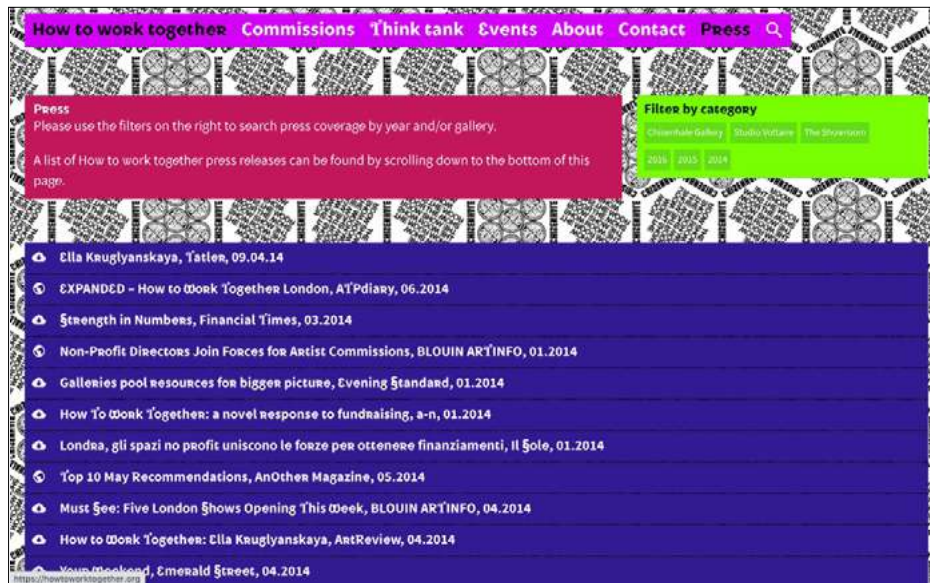 How to work together Commissions Think tank Events About Contact Press
Press
Please use the filters on the right to search press coverage by year and/or gallery.
A list of How to work together press releases can be found by scrolling down to the bottom of this
page.
Filter by category
Chisenhale Gallery Studio Voltaire The Showroom
2016 2015 2014
Ella Kruglyanskaya, Tatler, 09.04.14
EXPANDED – How to Work Together London, ATPdiary, 06.2014
Strength in Numbers, Financial Times, 03.2014
Non-Profit Directors Join Forces for Artist Commissions, BLOUIN ARTINFO, 01.2014
Galleries pool resources for bigger picture, Evening Standard, 01.2014
How To Work Together: a novel response to fundraising, a-n, 01.2014
Londra, gli spazi no profit uniscono le forze per ottenere finanziamenti, Il Sole, 01.2014
Top 10 May Recommendations, AnOther Magazine, 05.2014
Must See: Five London Shows Opening This Week, BLOUIN ARTINFO, 04.2014
How to Work Together: Ella Kruglyanskaya, ArtReview, 04.2014
Your Weekend, Emerald Street, 04.2014
https://howtoworktogether.org